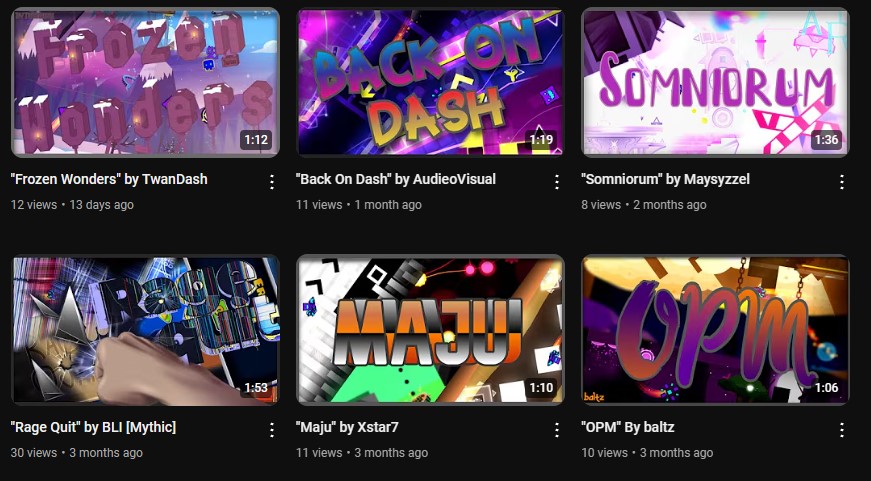 Frozen
Wonders
1:12
BACK ON
DASH
1:19
SOMNIORUM
1:36
"Frozen Wonders" by TwanDash
12 views • 13 days ago
"Back On Dash" by AudieoVisual
11 views • 1 month ago
"Somniorum" by Maysyzzel
8 views • 2 months ago
Rage
1:53
MAJU
1:10
OPM
baltz
1:06
"Rage Quit" by BLI [Mythic]
30 views • 3 months ago
"Maju" by Xstar7
11 views • 3 months ago
"OPM" By baltz
10 views • 3 months ago